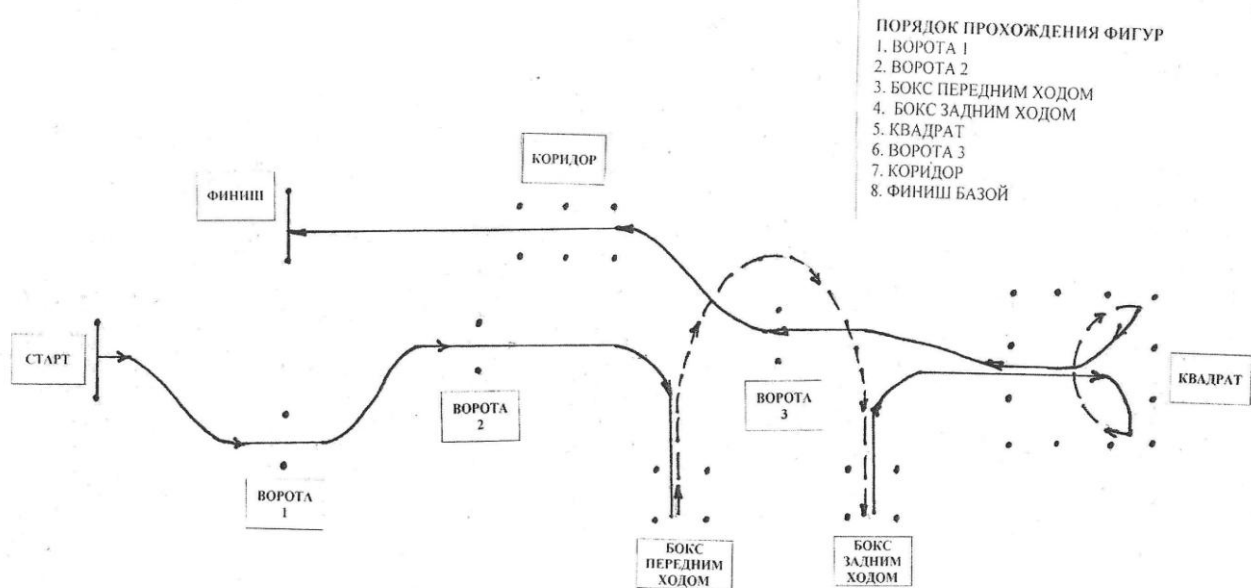 ПОРЯДОК ПРОХОЖДЕНИЯ ФИГУР
1. ВОРОТА 1
2. ВОРОТА 2
3. БОКС ПЕРЕДНИМ ХОДОМ
4. БОКС ЗАДНИМ ХОДОМ
5. КВАДРАТ
6. ВОРОТА 3
7. КОРИДОР
8. ФИНИШ БАЗОЙ
КОРИДОР
ФИНИШ
СТАРТ
КВАДРАТ
ВОРОТА
2
ВОРОТА
3
ВОРОТА
1
БОКС
ПЕРЕДНИМ
ХОДОМ
БОКС
ЗАДНИМ
ХОДОМ